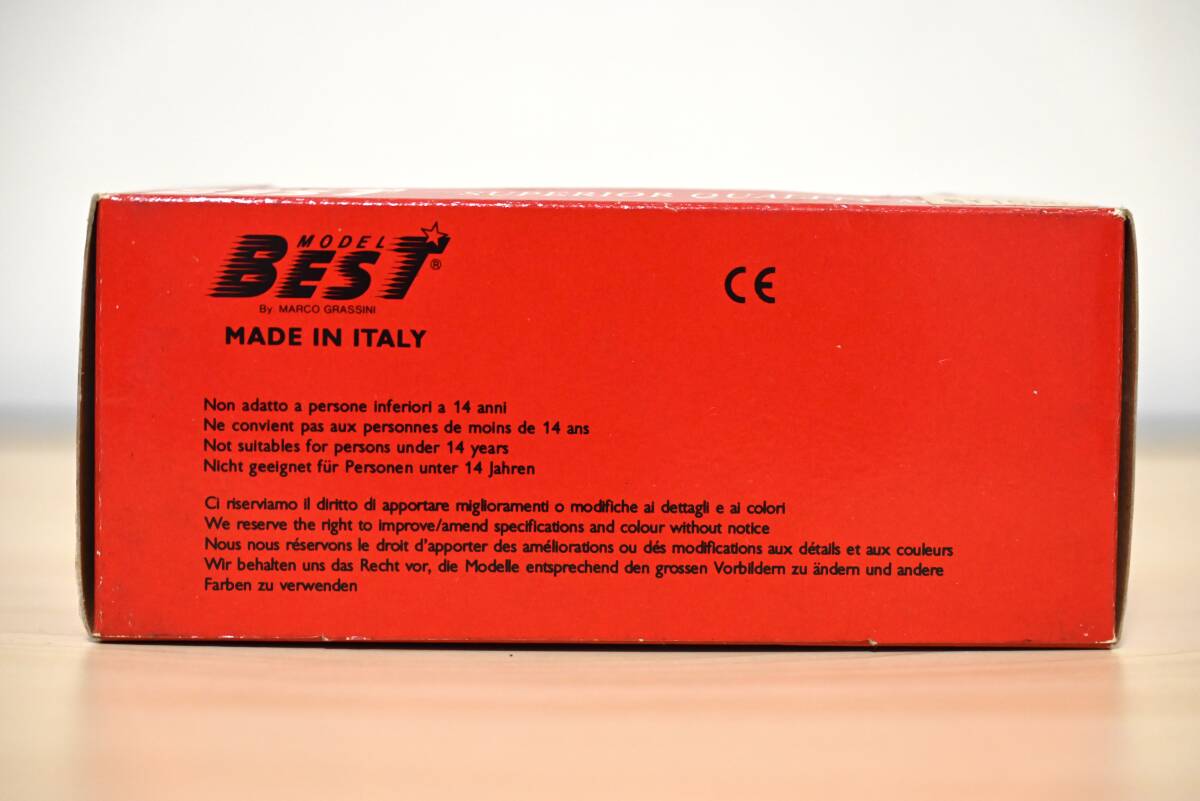 SUPERIOR QUALITY
MODEL
BEST®
By MARCO GRASSINI
MADE IN ITALY
CE
Non adatto a persone inferiori a 14 anni
Ne convient pas aux personnes de moins de 14 ans
Not suitables for persons under 14 years
Nicht geeignet für Personen unter 14 Jahren
Ci riserviamo il diritto di apportare miglioramenti o modifiche ai dettagli e ai colori
We reserve the right to improve/amend specifications and colour without notice
Nous nous réservons le droit d'apporter des améliorations ou dés modifications aux détails et aux couleurs
Wir behalten uns das Recht vor, die Modelle entsprechend den grossen Vorbildern zu ändern und andere
Farben zu verwenden